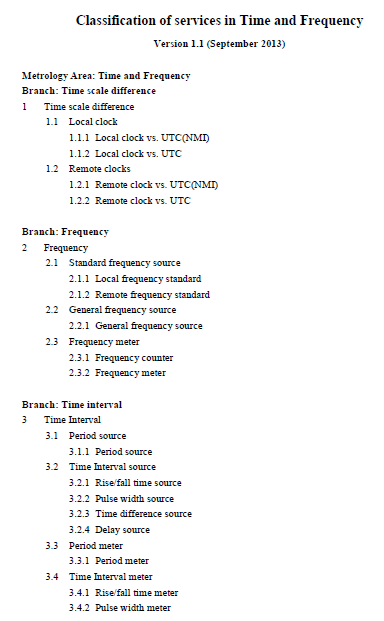 Classification of services in Time and Frequency
Version 1.1 (September 2013)
Metrology Area: Time and Frequency
Branch: Time scale difference
1 Time scale difference
1.1 Local clock
1.1.1 Local clock vs. UTC(NMI)
1.1.2 Local clock vs. UTC
1.2 Remote clocks
1.2.1 Remote clock vs. UTC(NMI)
1.2.2 Remote clock vs. UTC
Branch: Frequency
2 Frequency
2.1 Standard frequency source
2.1.1 Local frequency standard
2.1.2 Remote frequency standard
2.2 General frequency source
2.2.1 General frequency source
2.3 Frequency meter
2.3.1 Frequency counter
2.3.2 Frequency meter
Branch: Time interval
3 Time Interval
3.1 Period source
3.1.1 Period source
3.2 Time Interval source
3.2.1 Rise/fall time source
3.2.2 Pulse width source
3.2.3 Time difference source
3.2.4 Delay source
3.3 Period meter
3.3.1 Period meter
3.4 Time Interval meter
3.4.1 Rise/fall time meter
3.4.2 Pulse width meter